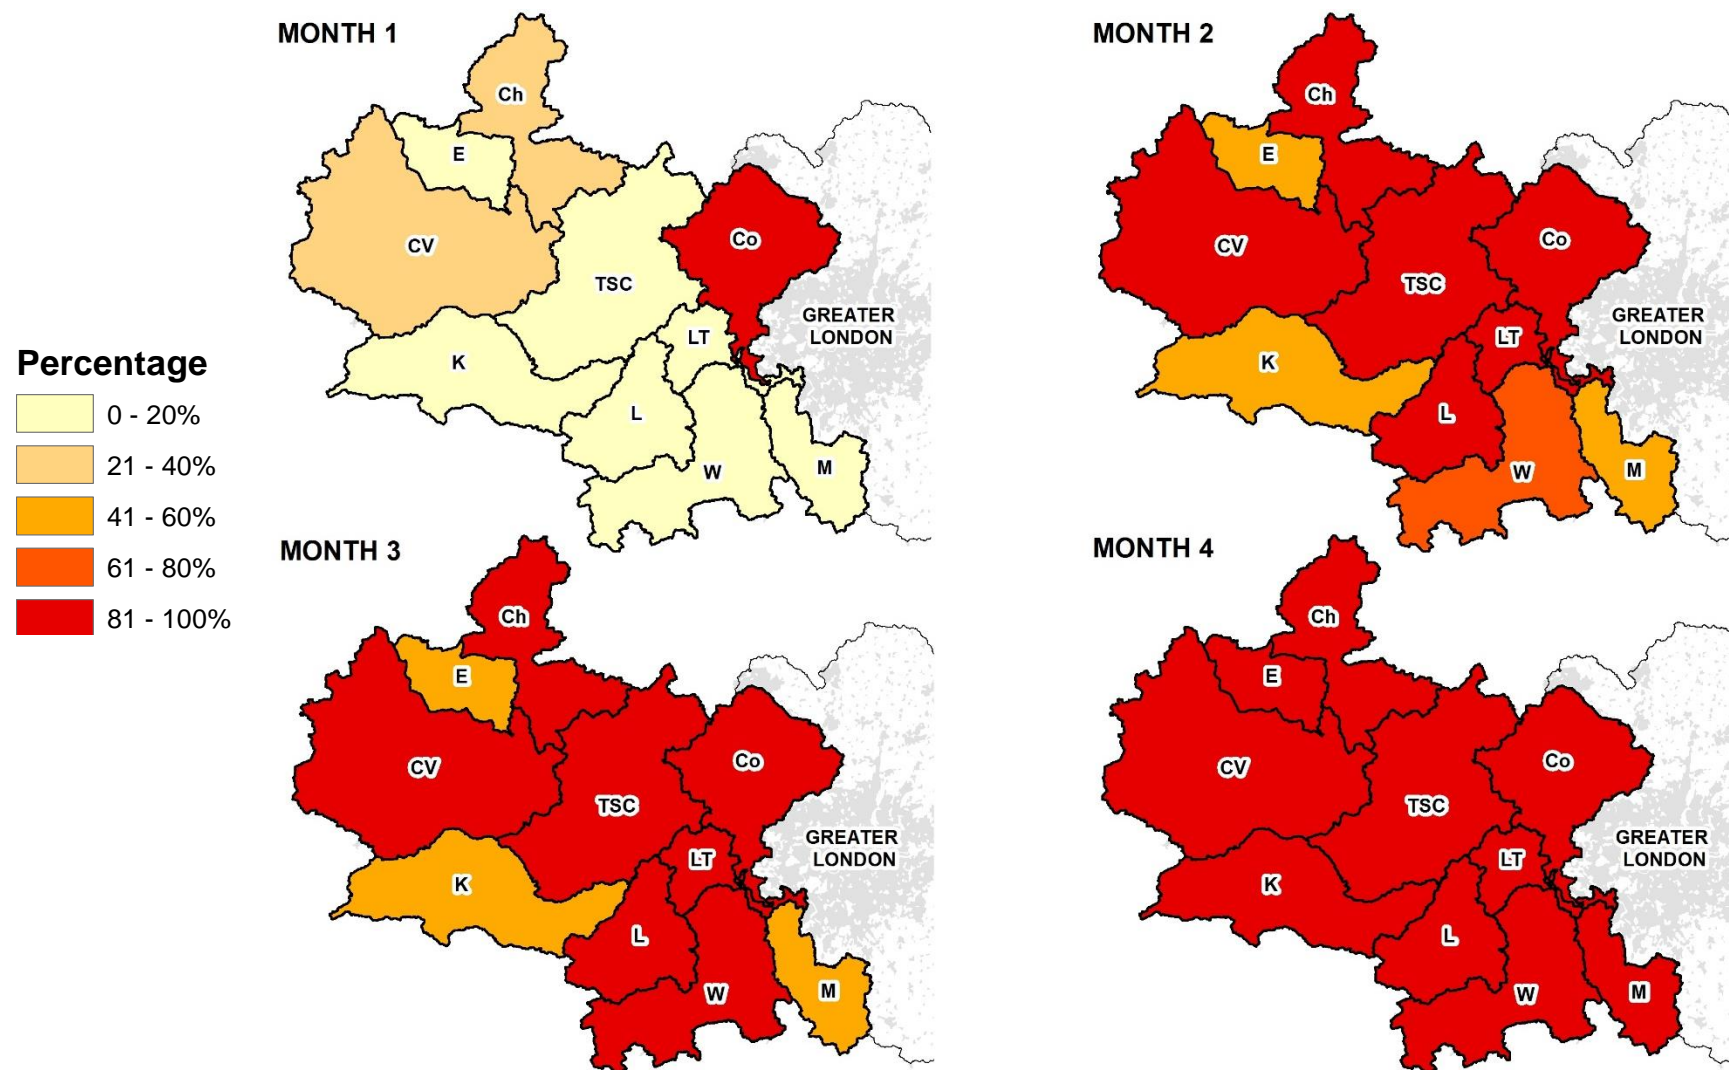 MONTH 1
Ch
E
CV
Co
TSC
GREATER
LONDON
LT
K
L
W
M
MONTH 2
Ch
E
CV
Co
TSC
GREATER
LONDON
LT
K
L
W
M
Percentage
0 - 20%
21 - 40%
41 - 60%
61 - 80%
81 - 100%
MONTH 3
Ch
E
CV
Co
TSC
GREATER
LONDON
LT
K
L
W
M
MONTH 4
Ch
E
CV
Co
TSC
GREATER
LONDON
LT
K
L
W
M